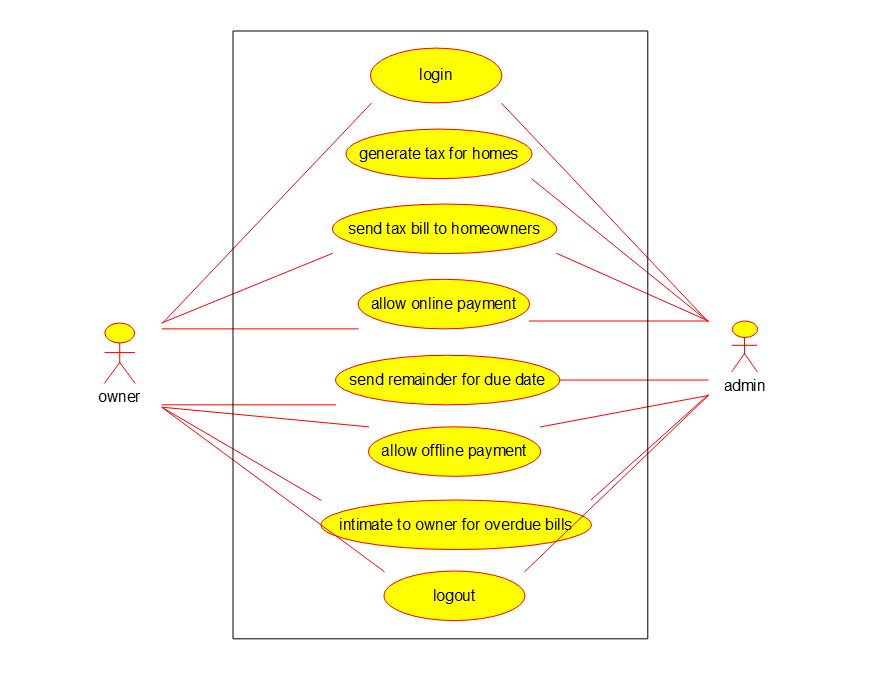 login
generate tax for homes
send tax bill to homeowners
allow online payment
send remainder for due date
owner
admin
allow offline payment
intimate to owner for overdue bills
logout